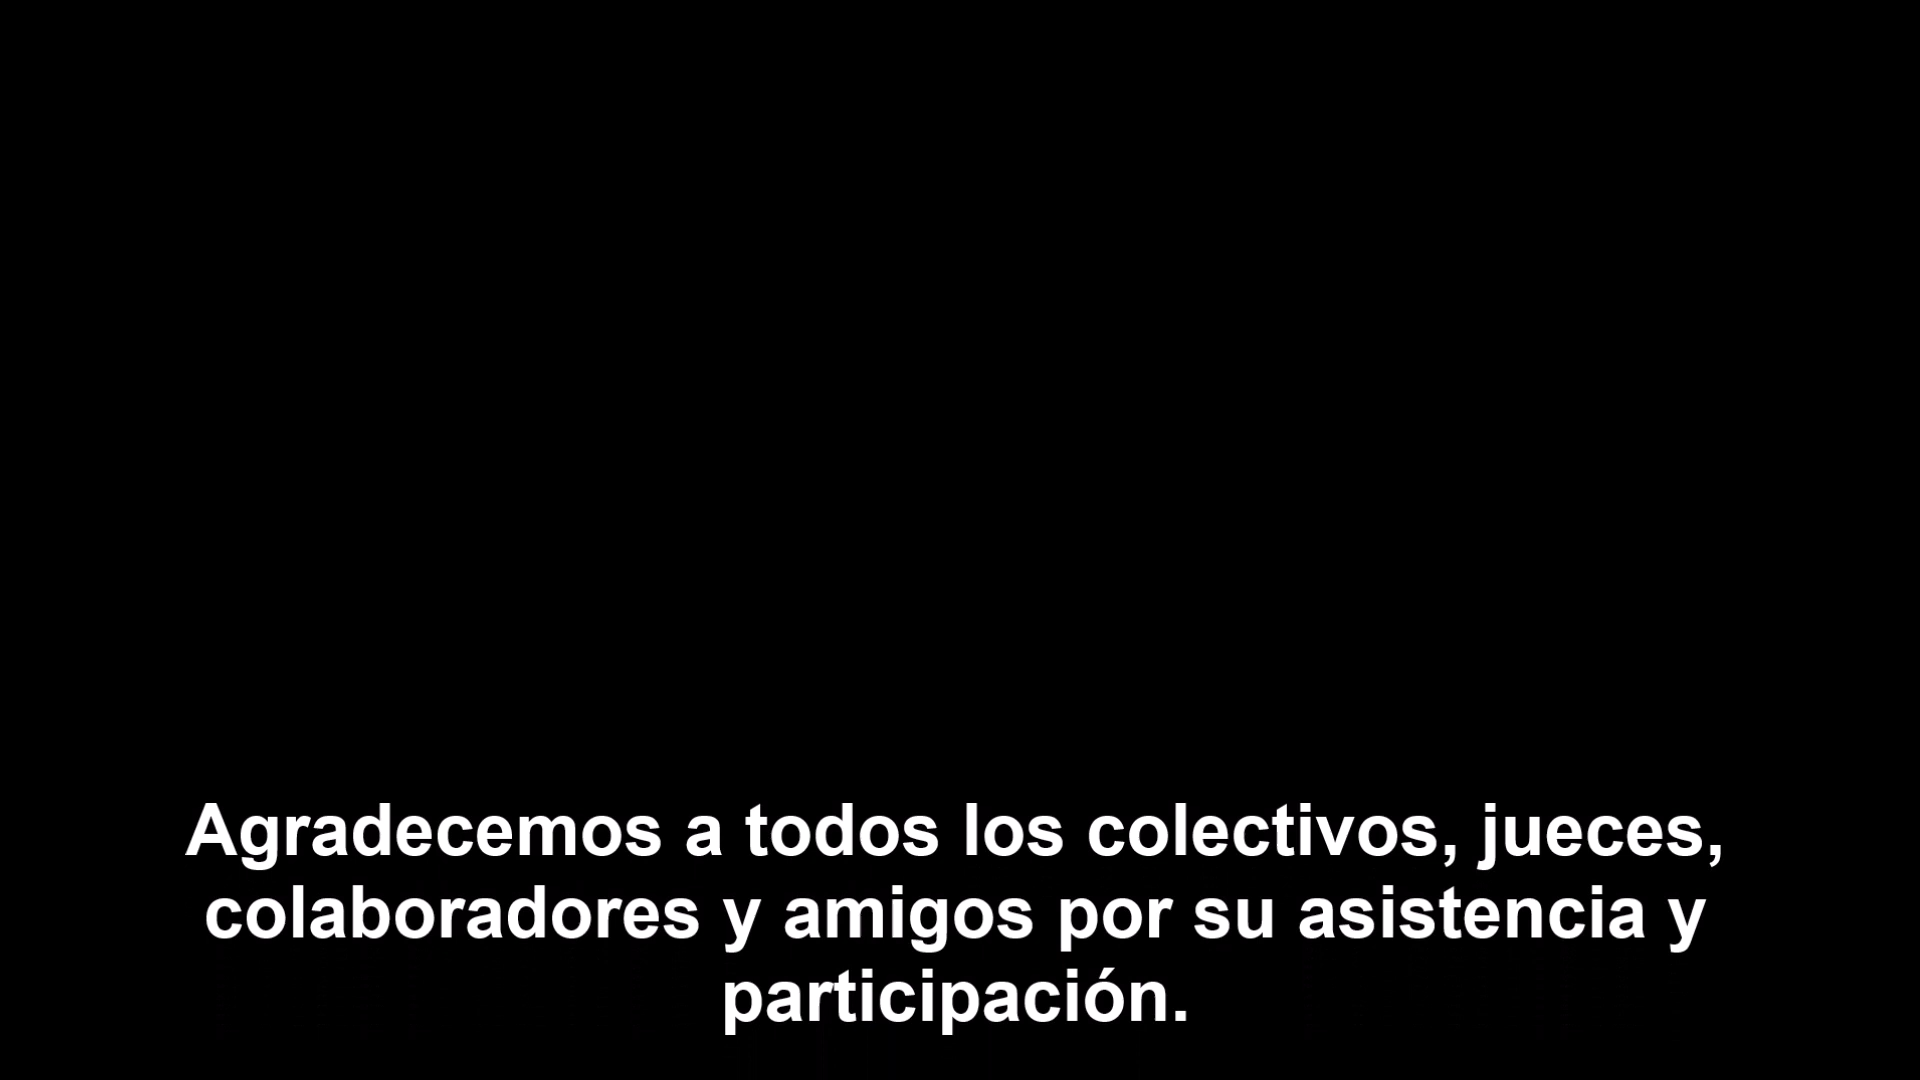 Agradecemos a todos los colectivos, jueces,
colaboradores y amigos por su asistencia y
participación.